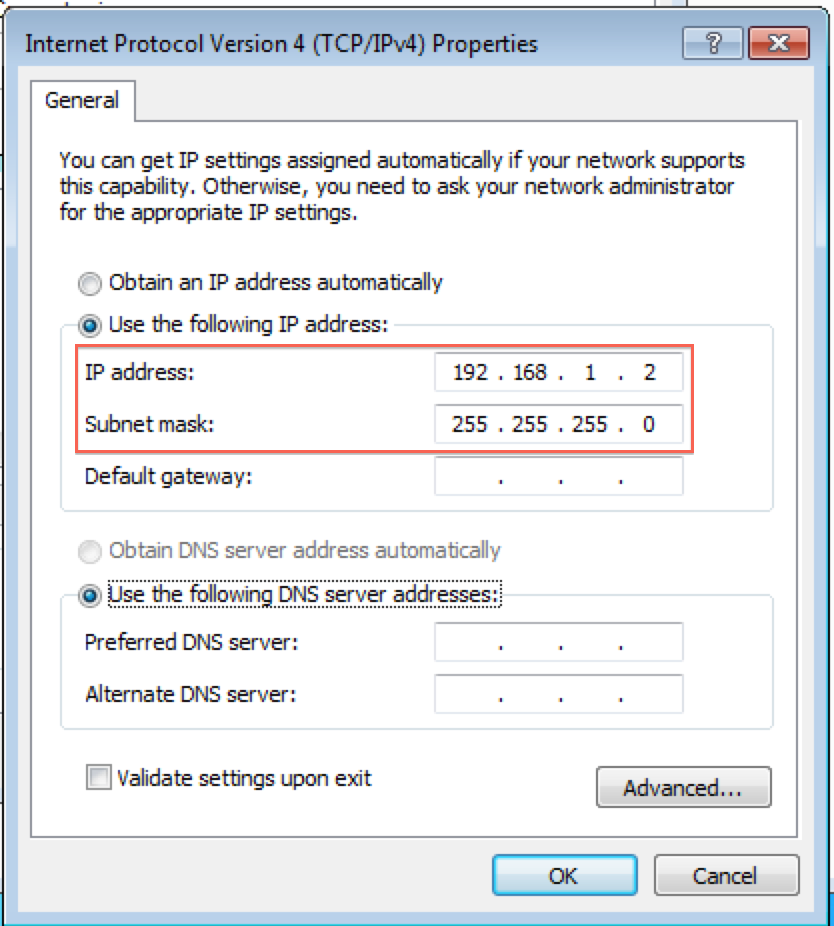 Internet Protocol Version 4 (TCP/IPv4) Properties
?
General
You can get IP settings assigned automatically if your network supports
this capability. Otherwise, you need to ask your network administrator
for the appropriate IP settings.
Obtain an IP address automatically
Use the following IP address:
IP address: 192 . 168 . 1 . 2
Subnet mask: 255 . 255 . 255 . 0
Default gateway: . . .
Obtain DNS server address automatically
Use the following DNS server addresses:
Preferred DNS server: . . .
Alternate DNS server: . . .
Validate settings upon exit
Advanced...
OK Cancel